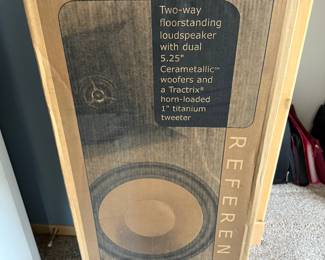 Two-way
floorstanding
loudspeaker
with dual
5.25"
Cerametallic™
woofers and
a Tractrix®
horn-loaded
1" titanium
tweeter
REFEREN